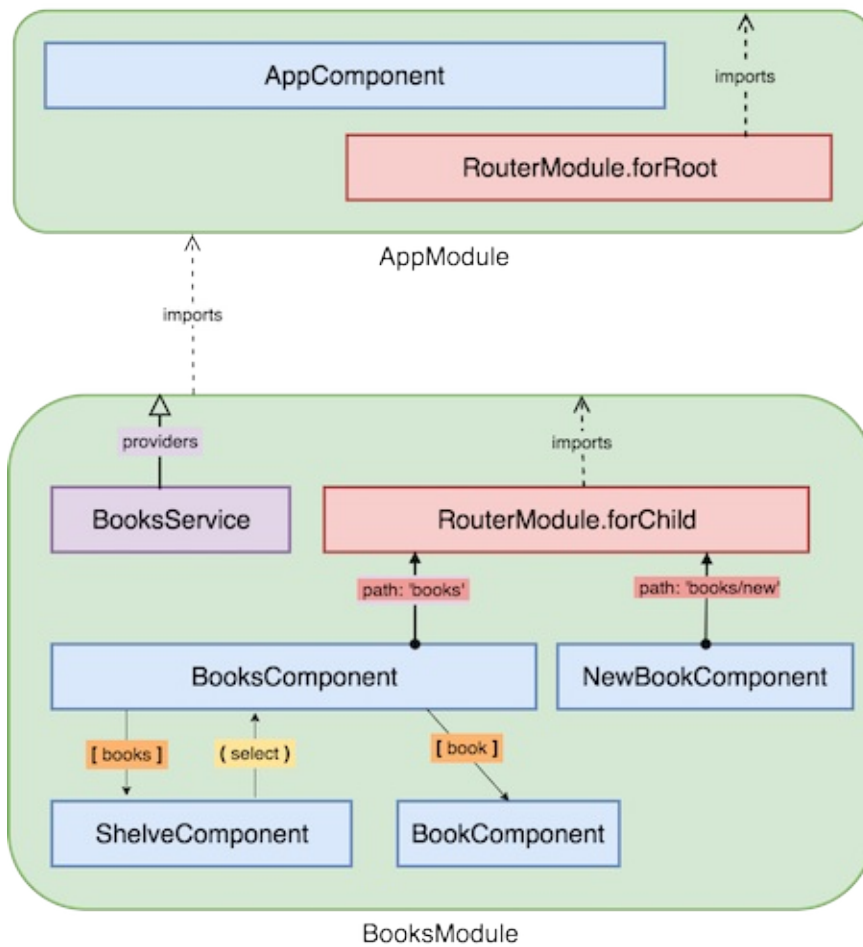 AppComponent
imports
RouterModule.forRoot
AppModule
imports
providers
imports
BooksService
RouterModule.forChild
path: 'books'
path: 'books/new'
BooksComponent
NewBookComponent
[ books ]
( select )
[ book ]
ShelveComponent
BookComponent
BooksModule